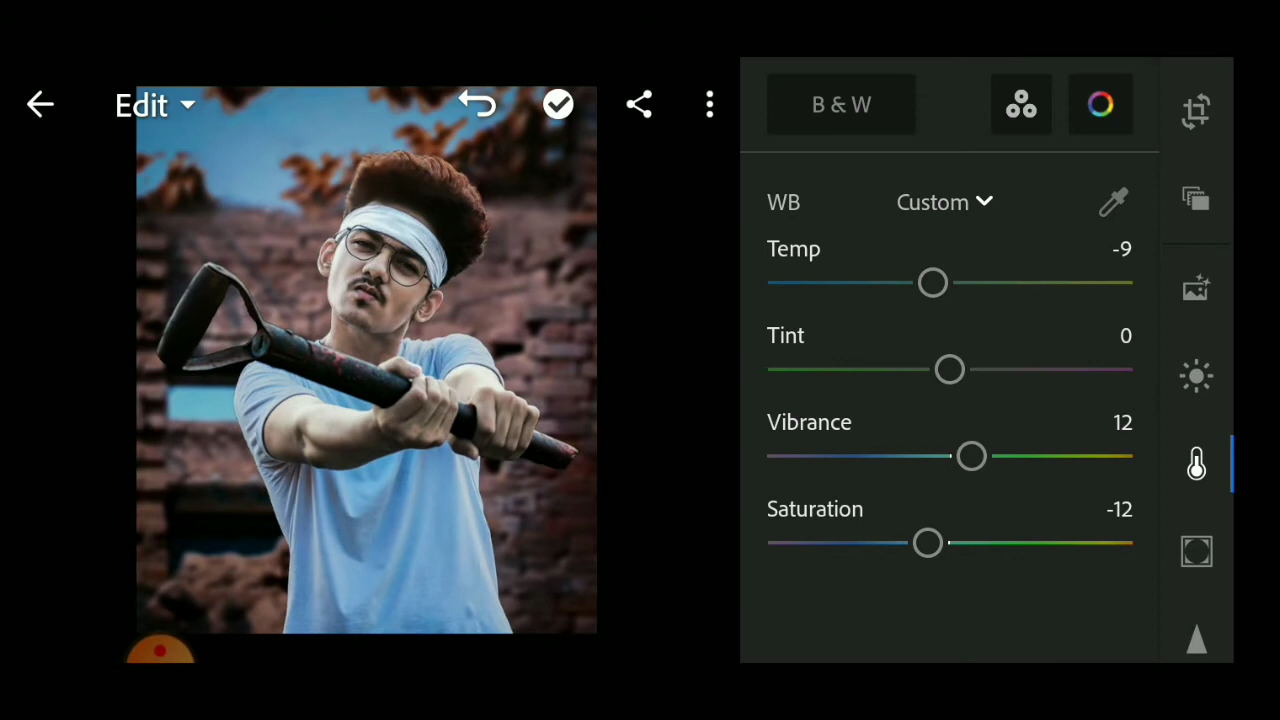 Edit
B & W
WB Custom
Temp -9
Tint 0
Vibrance 12
Saturation -12